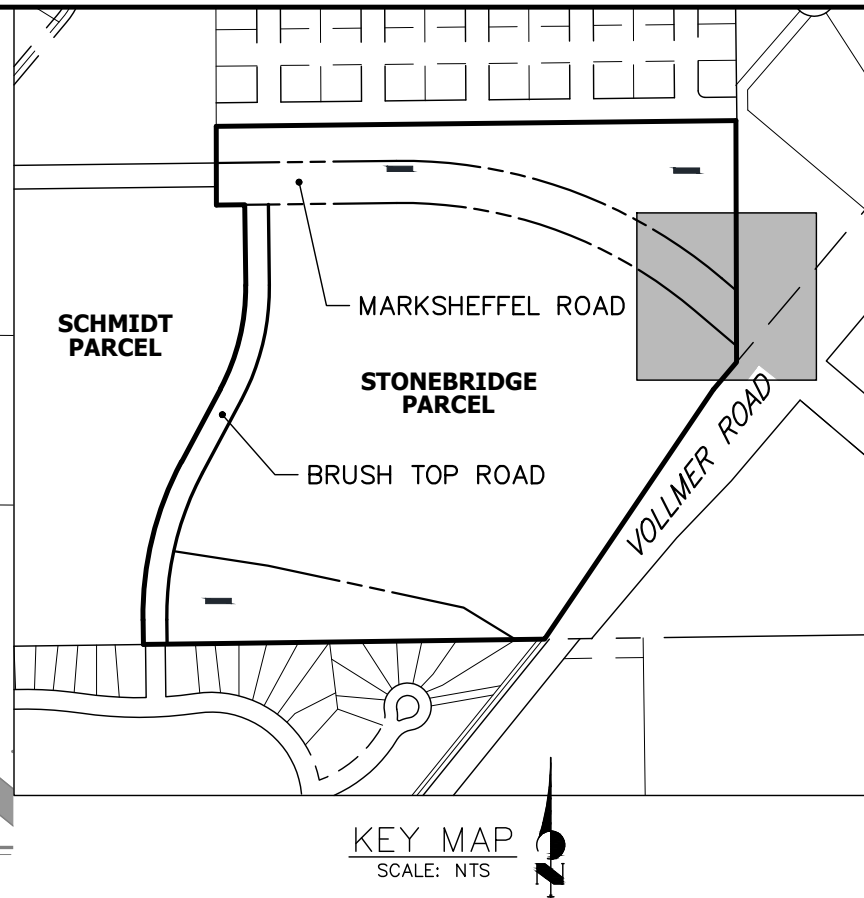 MARKSHEFFEL ROAD
SCHMIDT
PARCEL
STONEBRIDGE
PARCEL
BRUSH TOP ROAD
VOLLMER ROAD
KEY MAP
SCALE: NTS
N